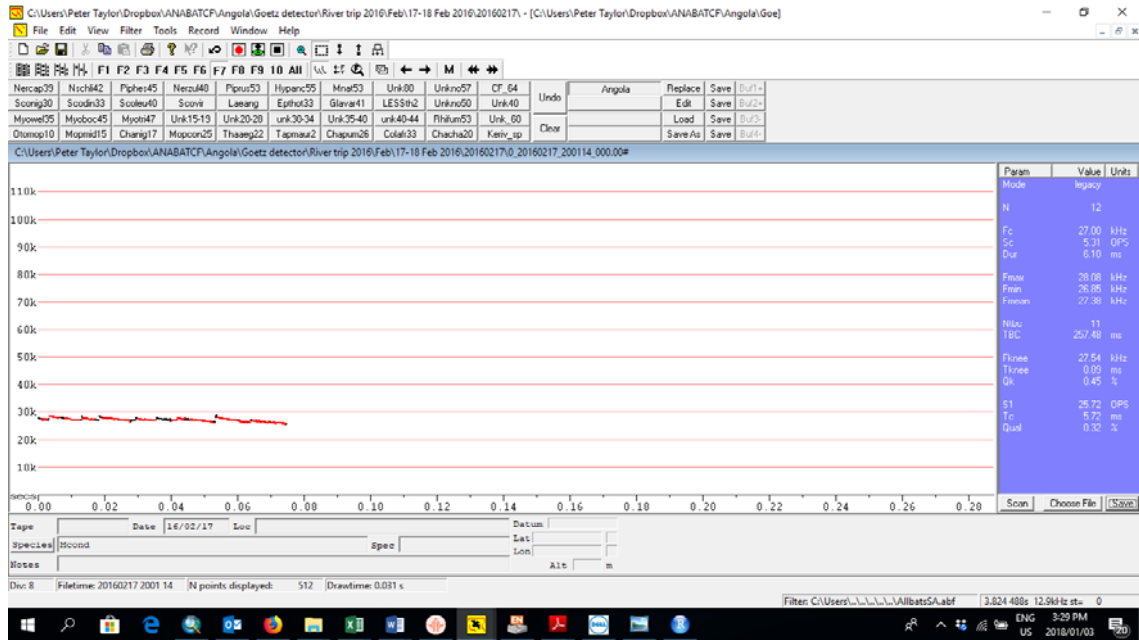 C:\Users\Peter Taylor\Dropbox\ANABATCF\Angola\Goetz detector\River trip 2016\Feb\17-18 Feb 2016\20160217\ - [C:\Users\Peter Taylor\Dropbox\ANABATCF\Angola\Goe]
File Edit View Filter Tools Record Window Help
F1 F2 F3 F4 F5 F6 F7 F8 F9 10 All M
Nercap39 Nschli42 Piphes45 Nerzul48 Piprus53 Hypanc55 Mnat53 Unk80 Unkno57 CF_64 Undo Angola Replace Save Buf1+
Sconig30 Scodin33 Scoleu40 Scovir Laeang Epthot33 Glavar41 LESSth2 Unkno50 Unk40 Edit Save Buf2+
Myowel35 Myoboc45 Myotri47 Unk15-19 Unk20-28 unk30-34 Unk35-40 unk40-44 Rhifum53 Unk_60 Clear Load Save Buf3-
Otomop10 Mopmid15 Charig17 Mopcon25 Thaaeg22 Tapmaur2 Chapum26 Colafr33 Chacha20 Keriv_sp Save As Save Buf4-
C:\Users\Peter Taylor\Dropbox\ANABATCF\Angola\Goetz detector\River trip 2016\Feb\17-18 Feb 2016\20160217\0_20160217_200114_000.00#
Param Value Units
Mode legacy
N 12
Fc 27.00 kHz
Sc 5.31 OPS
Dur 6.10 ms
Fmax 28.08 kHz
Fmin 26.85 kHz
Fmean 27.38 kHz
Ntbc 11
TBC 257.48 ms
Fknee 27.54 kHz
Tknee 0.89 ms
Qk 0.45 %
S1 25.72 OPS
Tc 5.72 ms
Qual 0.32 %
110k
100k
90k
80k
70k
60k
50k
40k
30k
20k
10k
secs
0.00 0.02 0.04 0.06 0.08 0.10 0.12 0.14 0.16 0.18 0.20 0.22 0.24 0.26 0.28
Scan Choose File Save
Tape Date 16/02/17 Loc Datum
Species Mcond Spec Lat
Lon
Notes Alt m
Div: 8 Filetime: 20160217 2001 14 N points displayed: 512 Drawtime: 0.031 s
Filter: C:\Users\...\...\...\...\AllbatsSA.abf 3.824 488s 12.9kHz st= 0
ENG 3:29 PM
US 2018/01/03
20